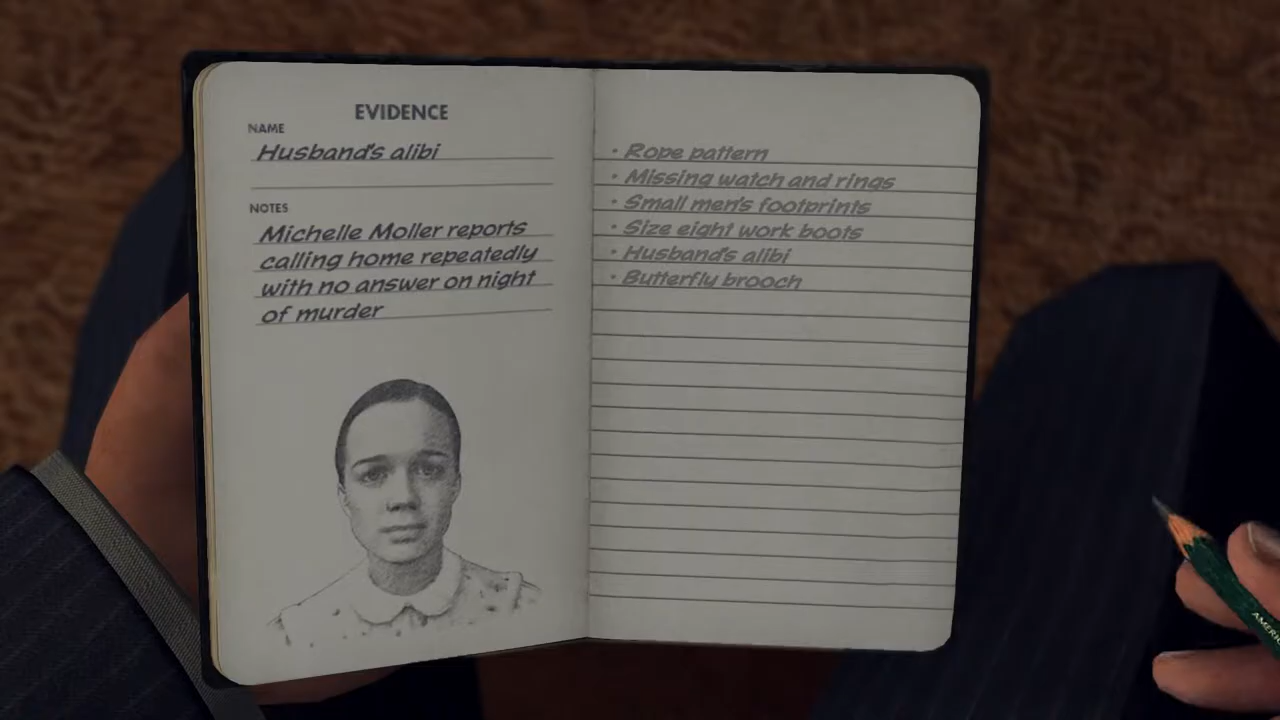 EVIDENCE
NAME
Husband's alibi
NOTES
Michelle Moller reports
calling home repeatedly
with no answer on night
of murder
• Rope pattern
• Missing watch and rings
• Small men's footprints
• Size eight work boots
• Husband's alibi
• Butterfly brooch